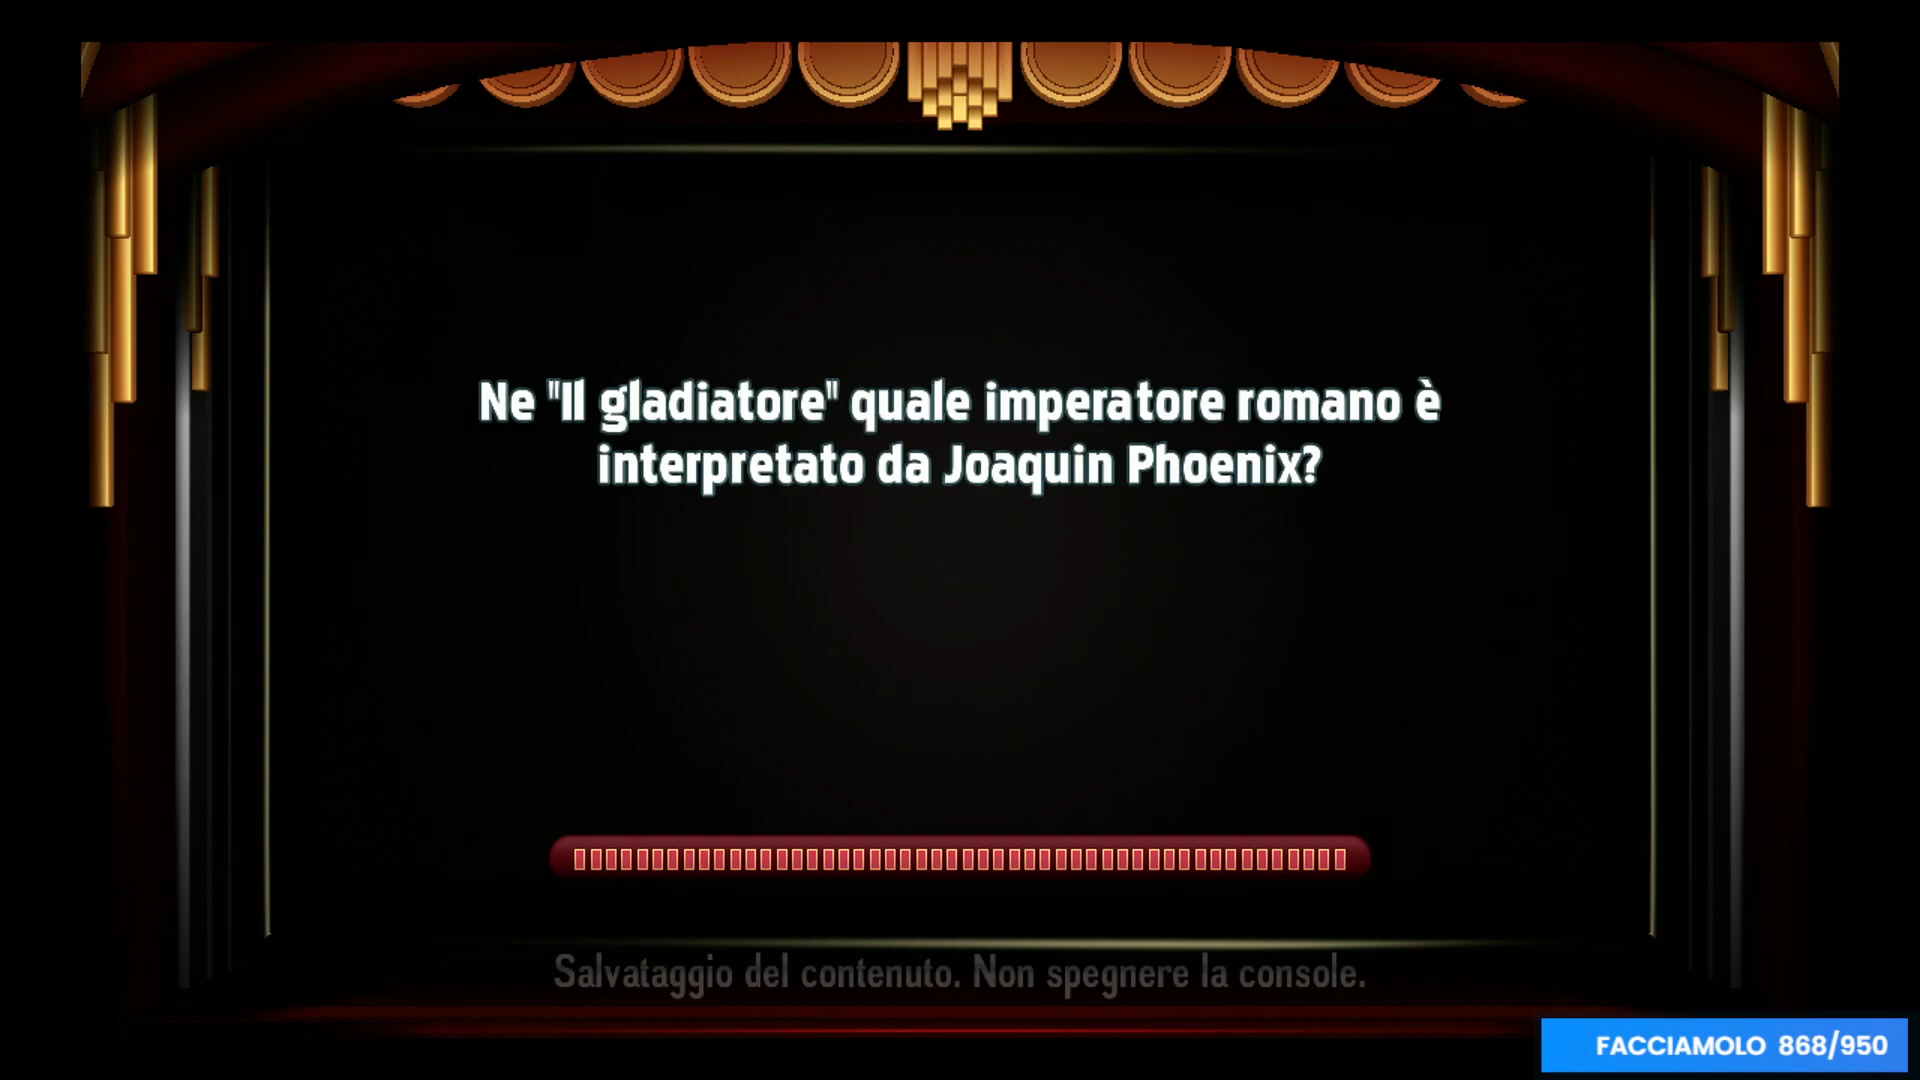 Ne "Il gladiatore" quale imperatore romano è
interpretato da Joaquin Phoenix?
Salvataggio del contenuto. Non spegnere la console.
FACCIAMOLO 868/950